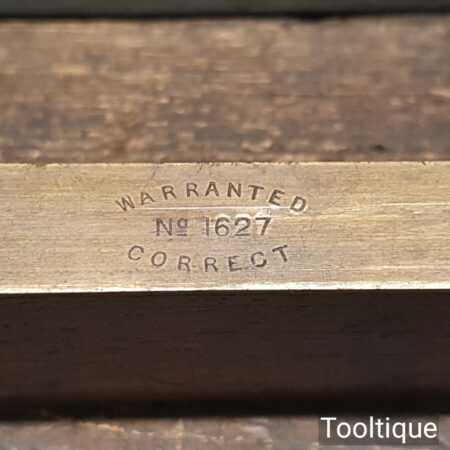 WARRANTED
Nº 1627
CORRECT
Tooltique